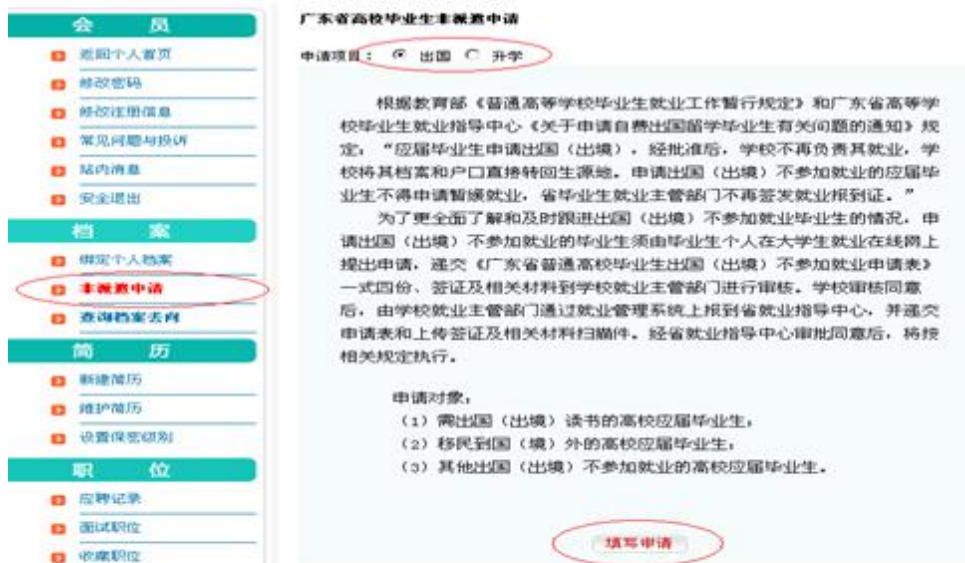 会 员
返回个人首页
修改密码
修改注册信息
常见问题与投诉
站内消息
安全退出
档 案
绑定个人档案
非派遣申请
查询档案去向
简 历
新建简历
维护简历
设置保密级别
职 位
应聘记录
面试职位
收藏职位
广东省高校毕业生非派遣申请
申请项目： 出国 升学
根据教育部《普通高等学校毕业生就业工作暂行规定》和广东省高等学
校毕业生就业指导中心《关于申请自费出国留学毕业生有关问题的通知》规
定：“应届毕业生申请出国（出境），经批准后，学校不再负责其就业，学
校将其档案和户口直接转回生源地。申请出国（出境）不参加就业的应届毕
业生不得申请暂缓就业，省毕业生就业主管部门不再签发就业报到证。”
为了更全面了解和及时跟进出国（出境）不参加就业毕业生的情况，申
请出国（出境）不参加就业的毕业生须由毕业生个人在大学生就业在线网上
提出申请，递交《广东省普通高校毕业生出国（出境）不参加就业申请表》
一式四份、签证及相关材料到学校就业主管部门进行审核。学校审核同意
后，由学校就业主管部门通过就业管理系统上报到省就业指导中心，并递交
申请表和上传签证及相关材料扫描件。经省就业指导中心审批同意后，将按
相关规定执行。
申请对象：
（1）需出国（出境）读书的高校应届毕业生；
（2）移民到国（境）外的高校应届毕业生；
（3）其他出国（出境）不参加就业的高校应届毕业生。
填写申请